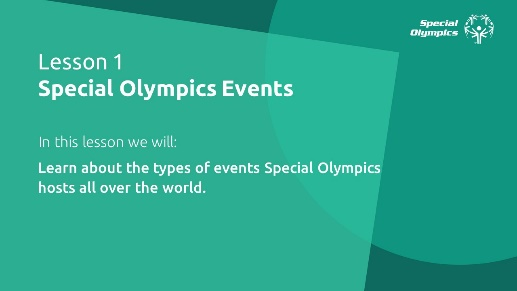 Special
Olympics
Lesson 1
Special Olympics Events
In this lesson we will:
Learn about the types of events Special Olympics
hosts all over the world.